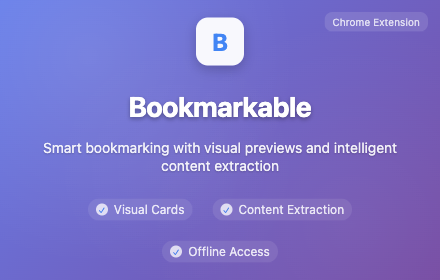 Chrome Extension
B
Bookmarkable
Smart bookmarking with visual previews and intelligent
content extraction
Visual Cards
Content Extraction
Offline Access